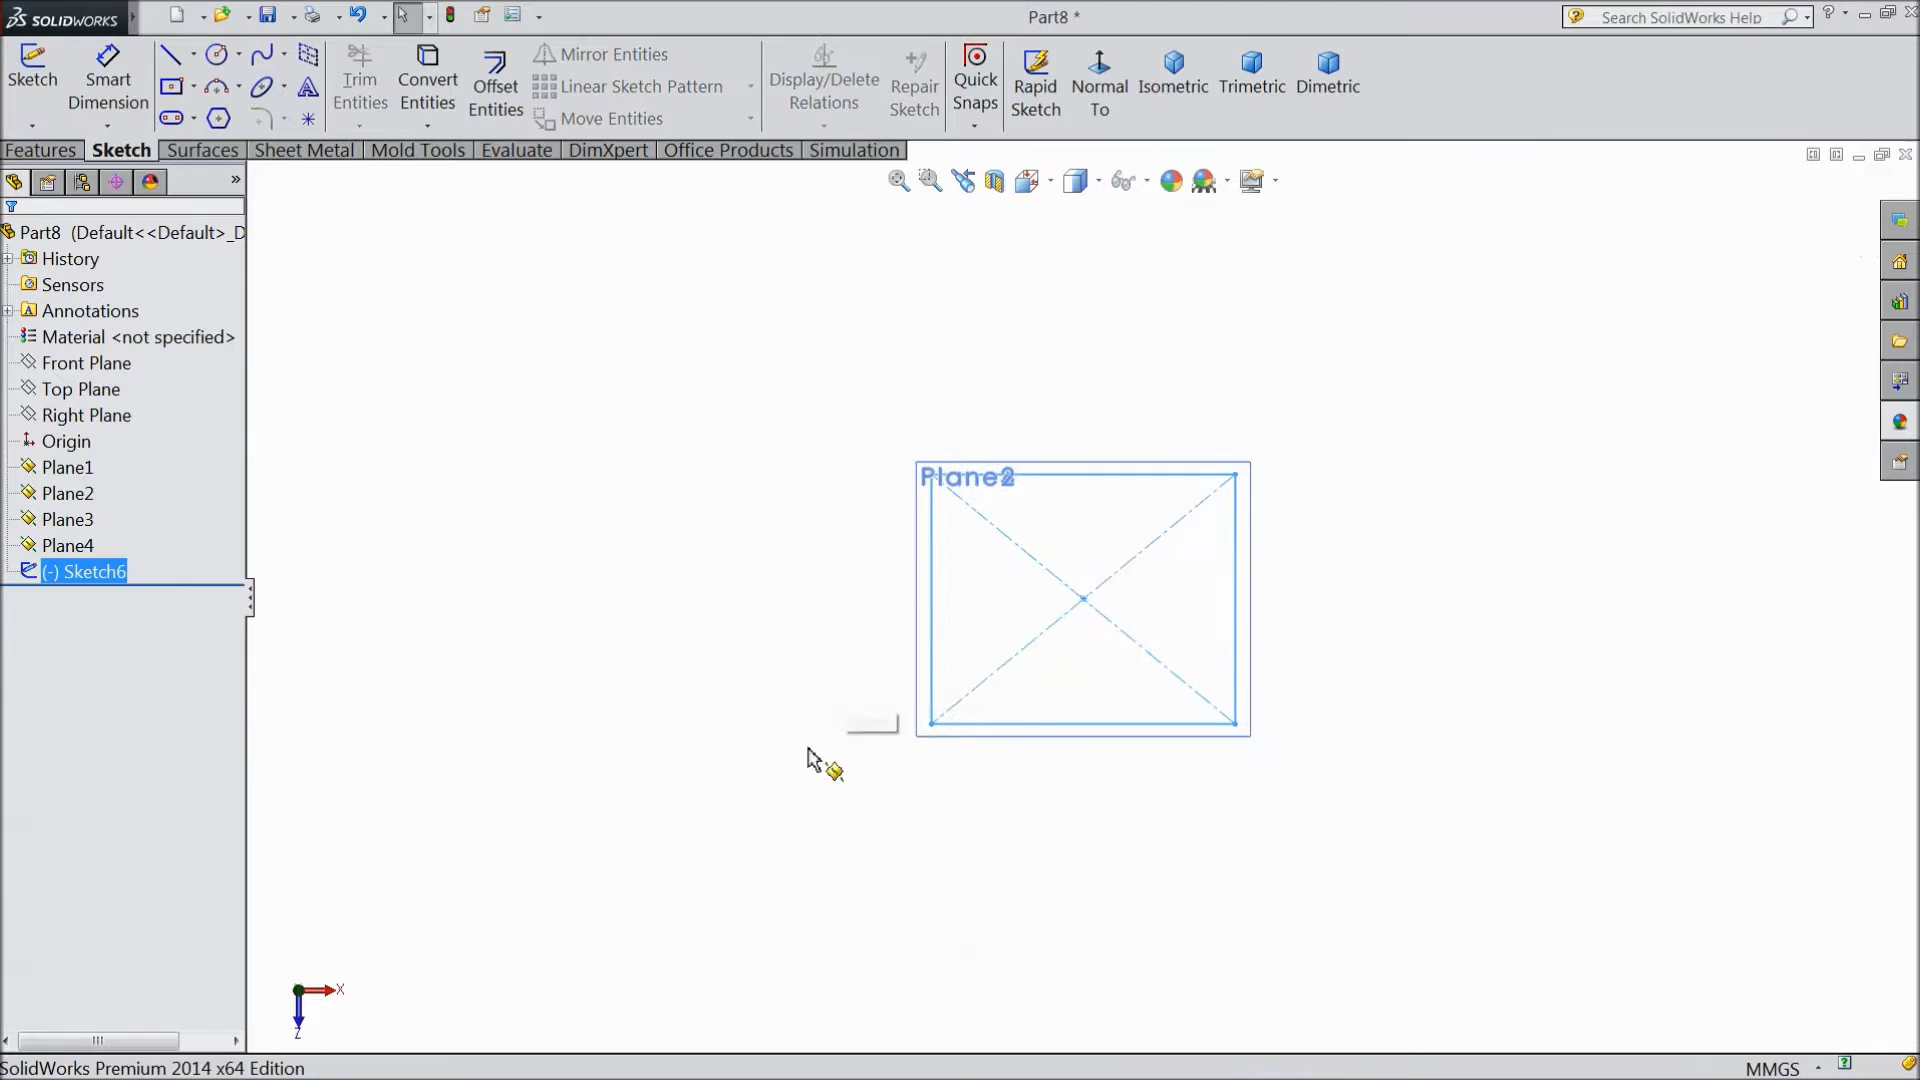 SOLIDWORKS
Part8 *
Search SolidWorks Help
Sketch
Smart Dimension
Trim Entities
Convert Entities
Offset Entities
Mirror Entities
Linear Sketch Pattern
Move Entities
Display/Delete Relations
Repair Sketch
Quick Snaps
Rapid Sketch
Normal To
Isometric
Trimetric
Dimetric
Features Sketch Surfaces Sheet Metal Mold Tools Evaluate DimXpert Office Products Simulation
Part8 (Default<<Default>_D
History
Sensors
Annotations
Material <not specified>
Front Plane
Top Plane
Right Plane
Origin
Plane1
Plane2
Plane3
Plane4
(-) Sketch6
Plane2
X
Z
SolidWorks Premium 2014 x64 Edition
MMGS